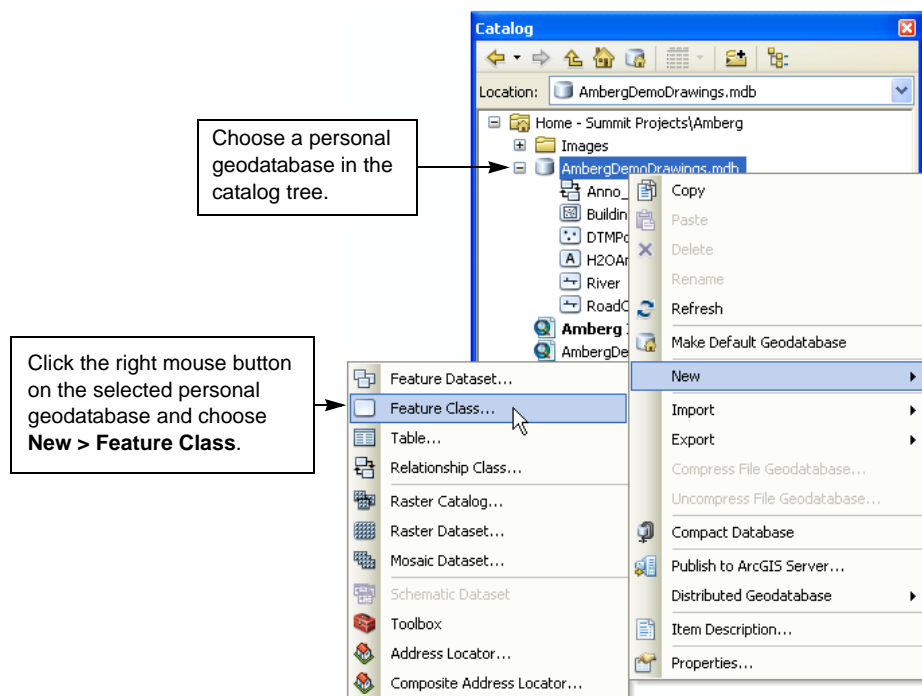 Catalog
Location: AmbergDemoDrawings.mdb
Home - Summit Projects\Amberg
Images
AmbergDemoDrawings.mdb
Anno_
Buildin
DTMPo
H2OAr
River
RoadC
Amberg
AmbergDe
Choose a personal
geodatabase in the
catalog tree.
Click the right mouse button
on the selected personal
geodatabase and choose
New > Feature Class.
Copy
Paste
Delete
Rename
Refresh
Make Default Geodatabase
New
Import
Export
Compress File Geodatabase...
Uncompress File Geodatabase...
Compact Database
Publish to ArcGIS Server...
Distributed Geodatabase
Item Description...
Properties...
Feature Dataset...
Feature Class...
Table...
Relationship Class...
Raster Catalog...
Raster Dataset...
Mosaic Dataset...
Schematic Dataset
Toolbox
Address Locator...
Composite Address Locator...